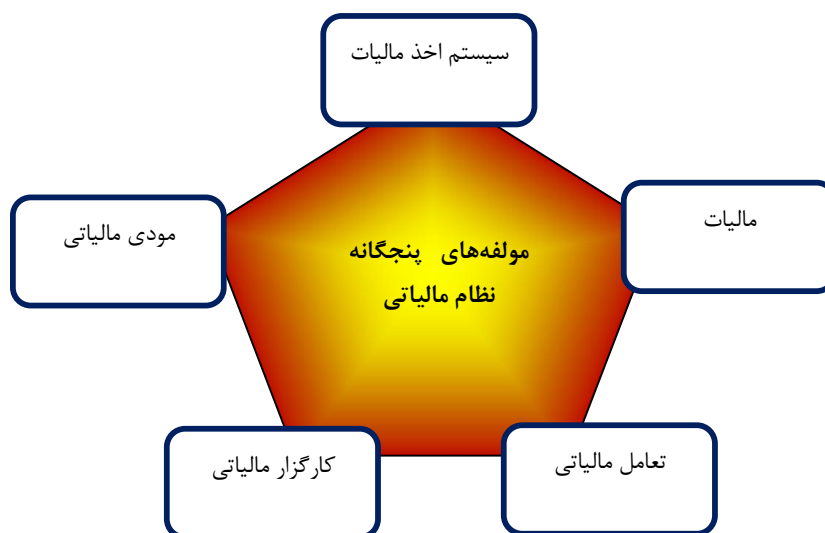 سیستم اخذ مالیات
مالیات
مودی مالیاتی
مولفه‌های پنجگانه
نظام مالیاتی
تعامل مالیاتی
کارگزار مالیاتی